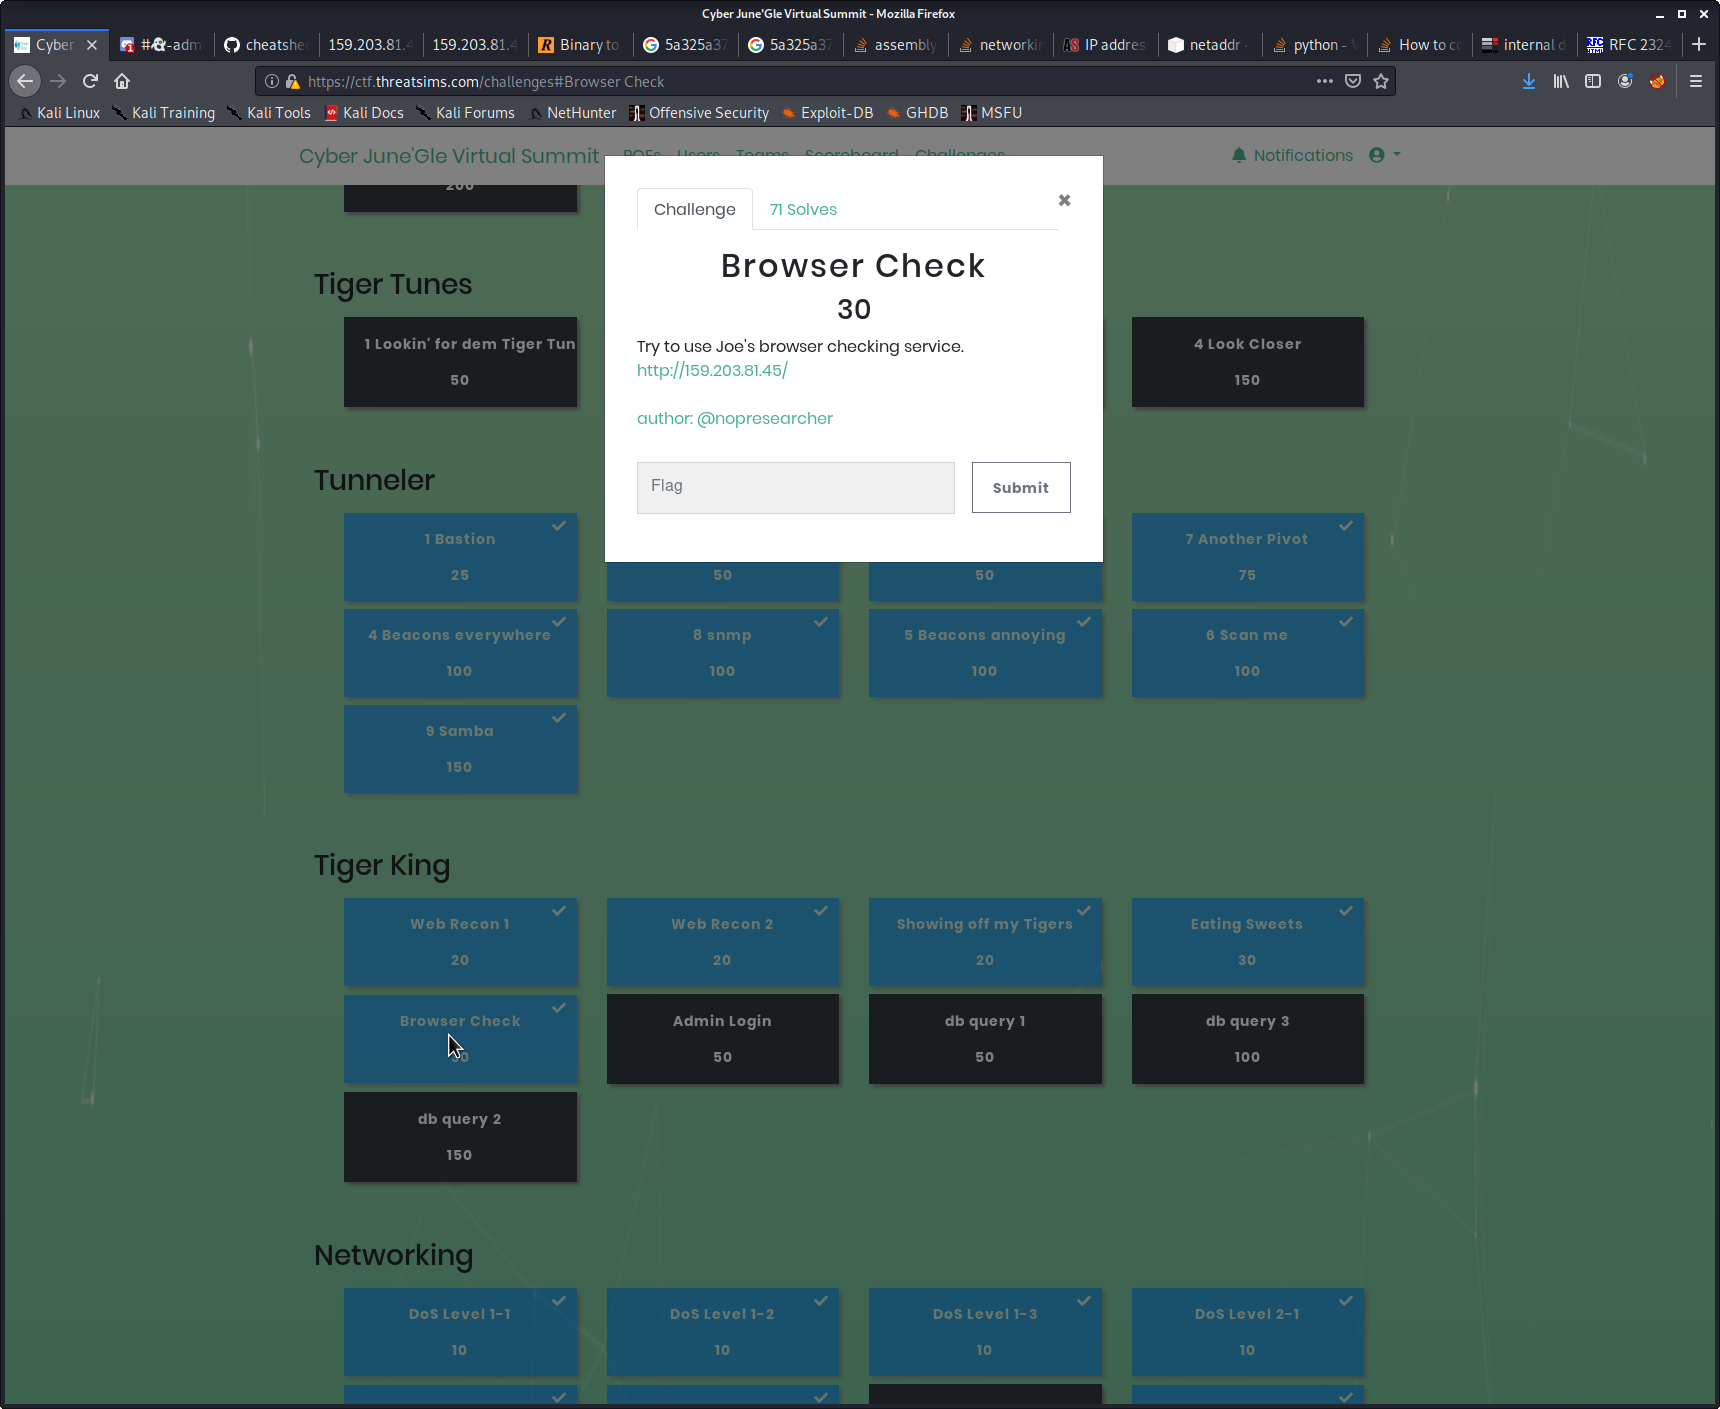 Cyber June'Gle Virtual Summit - Mozilla Firefox
Cyber
-adm
cheatshe
159.203.81.4
159.203.81.4
Binary to
5a325a37
5a325a37
assembly
networki
IP addres
netaddr
python -
How to c
internal d
RFC 2324
https://ctf.threatsims.com/challenges#Browser Check
Kali Linux
Kali Training
Kali Tools
Kali Docs
Kali Forums
NetHunter
Offensive Security
Exploit-DB
GHDB
MSFU
Cyber June'Gle Virtual Summit
Users
Teams
Scoreboard
Challenges
Notifications
200
Challenge
71 Solves
Browser Check
30
Try to use Joe's browser checking service.
http://159.203.81.45/
author: @nopresearcher
Flag
Submit
Tiger Tunes
1 Lookin' for dem Tiger Tun
50
4 Look Closer
150
Tunneler
1 Bastion
25
50
50
7 Another Pivot
75
4 Beacons everywhere
100
8 snmp
100
5 Beacons annoying
100
6 Scan me
100
9 Samba
150
Tiger King
Web Recon 1
20
Web Recon 2
20
Showing off my Tigers
20
Eating Sweets
30
Browser Check
30
Admin Login
50
db query 1
50
db query 3
100
db query 2
150
Networking
DoS Level 1-1
10
DoS Level 1-2
10
DoS Level 1-3
10
DoS Level 2-1
10